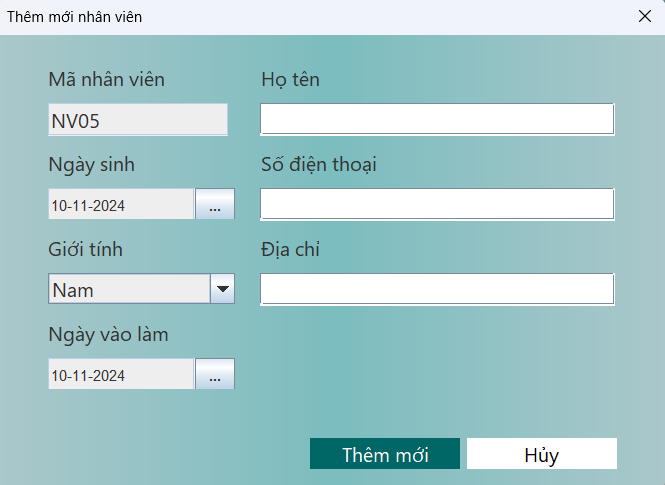 Thêm mới nhân viên
Mã nhân viên
Họ tên
NV05
Ngày sinh
Số điện thoại
10-11-2024
...
Giới tính
Địa chỉ
Nam
Ngày vào làm
10-11-2024
...
Thêm mới
Hủy